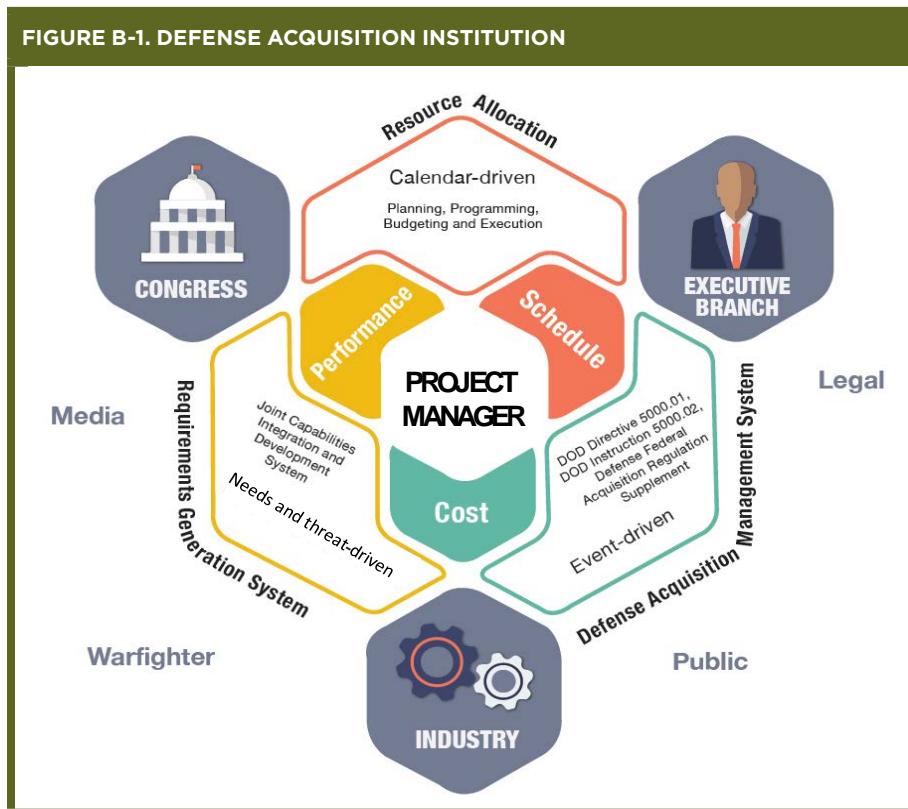 FIGURE B-1. DEFENSE ACQUISITION INSTITUTION
Resource Allocation
Calendar-driven
Planning, Programming,
Budgeting and Execution
CONGRESS
EXECUTIVE
BRANCH
Performance
Schedule
PROJECT
MANAGER
Cost
Media
Legal
Requirements Generation System
Joint Capabilities
Integration and
Development
System
Needs and threat-driven
DOD Directive 5000.01,
DOD Instruction 5000.02,
Defense Federal
Acquisition Regulation
Supplement
Event-driven
Defense Acquisition Management System
Warfighter
Public
INDUSTRY